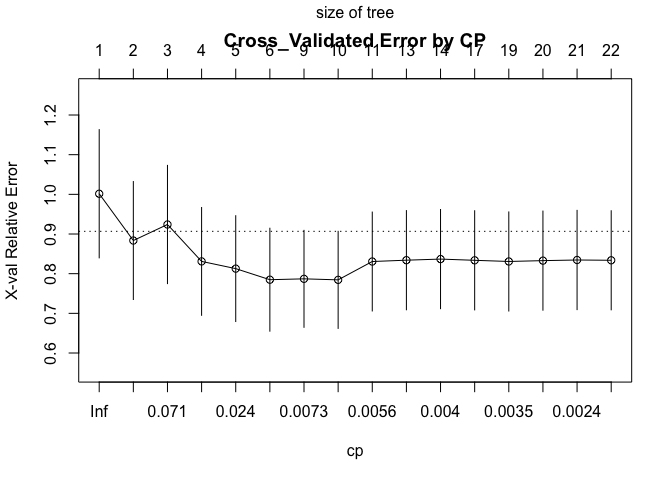 size of tree
Cross_Validated Error by CP
1 2 3 4 5 6 9 10 11 13 14 17 19 20 21 22
X-val Relative Error
1.2
1.1
1.0
0.9
0.8
0.7
0.6
Inf 0.071 0.024 0.0073 0.0056 0.004 0.0035 0.0024
cp